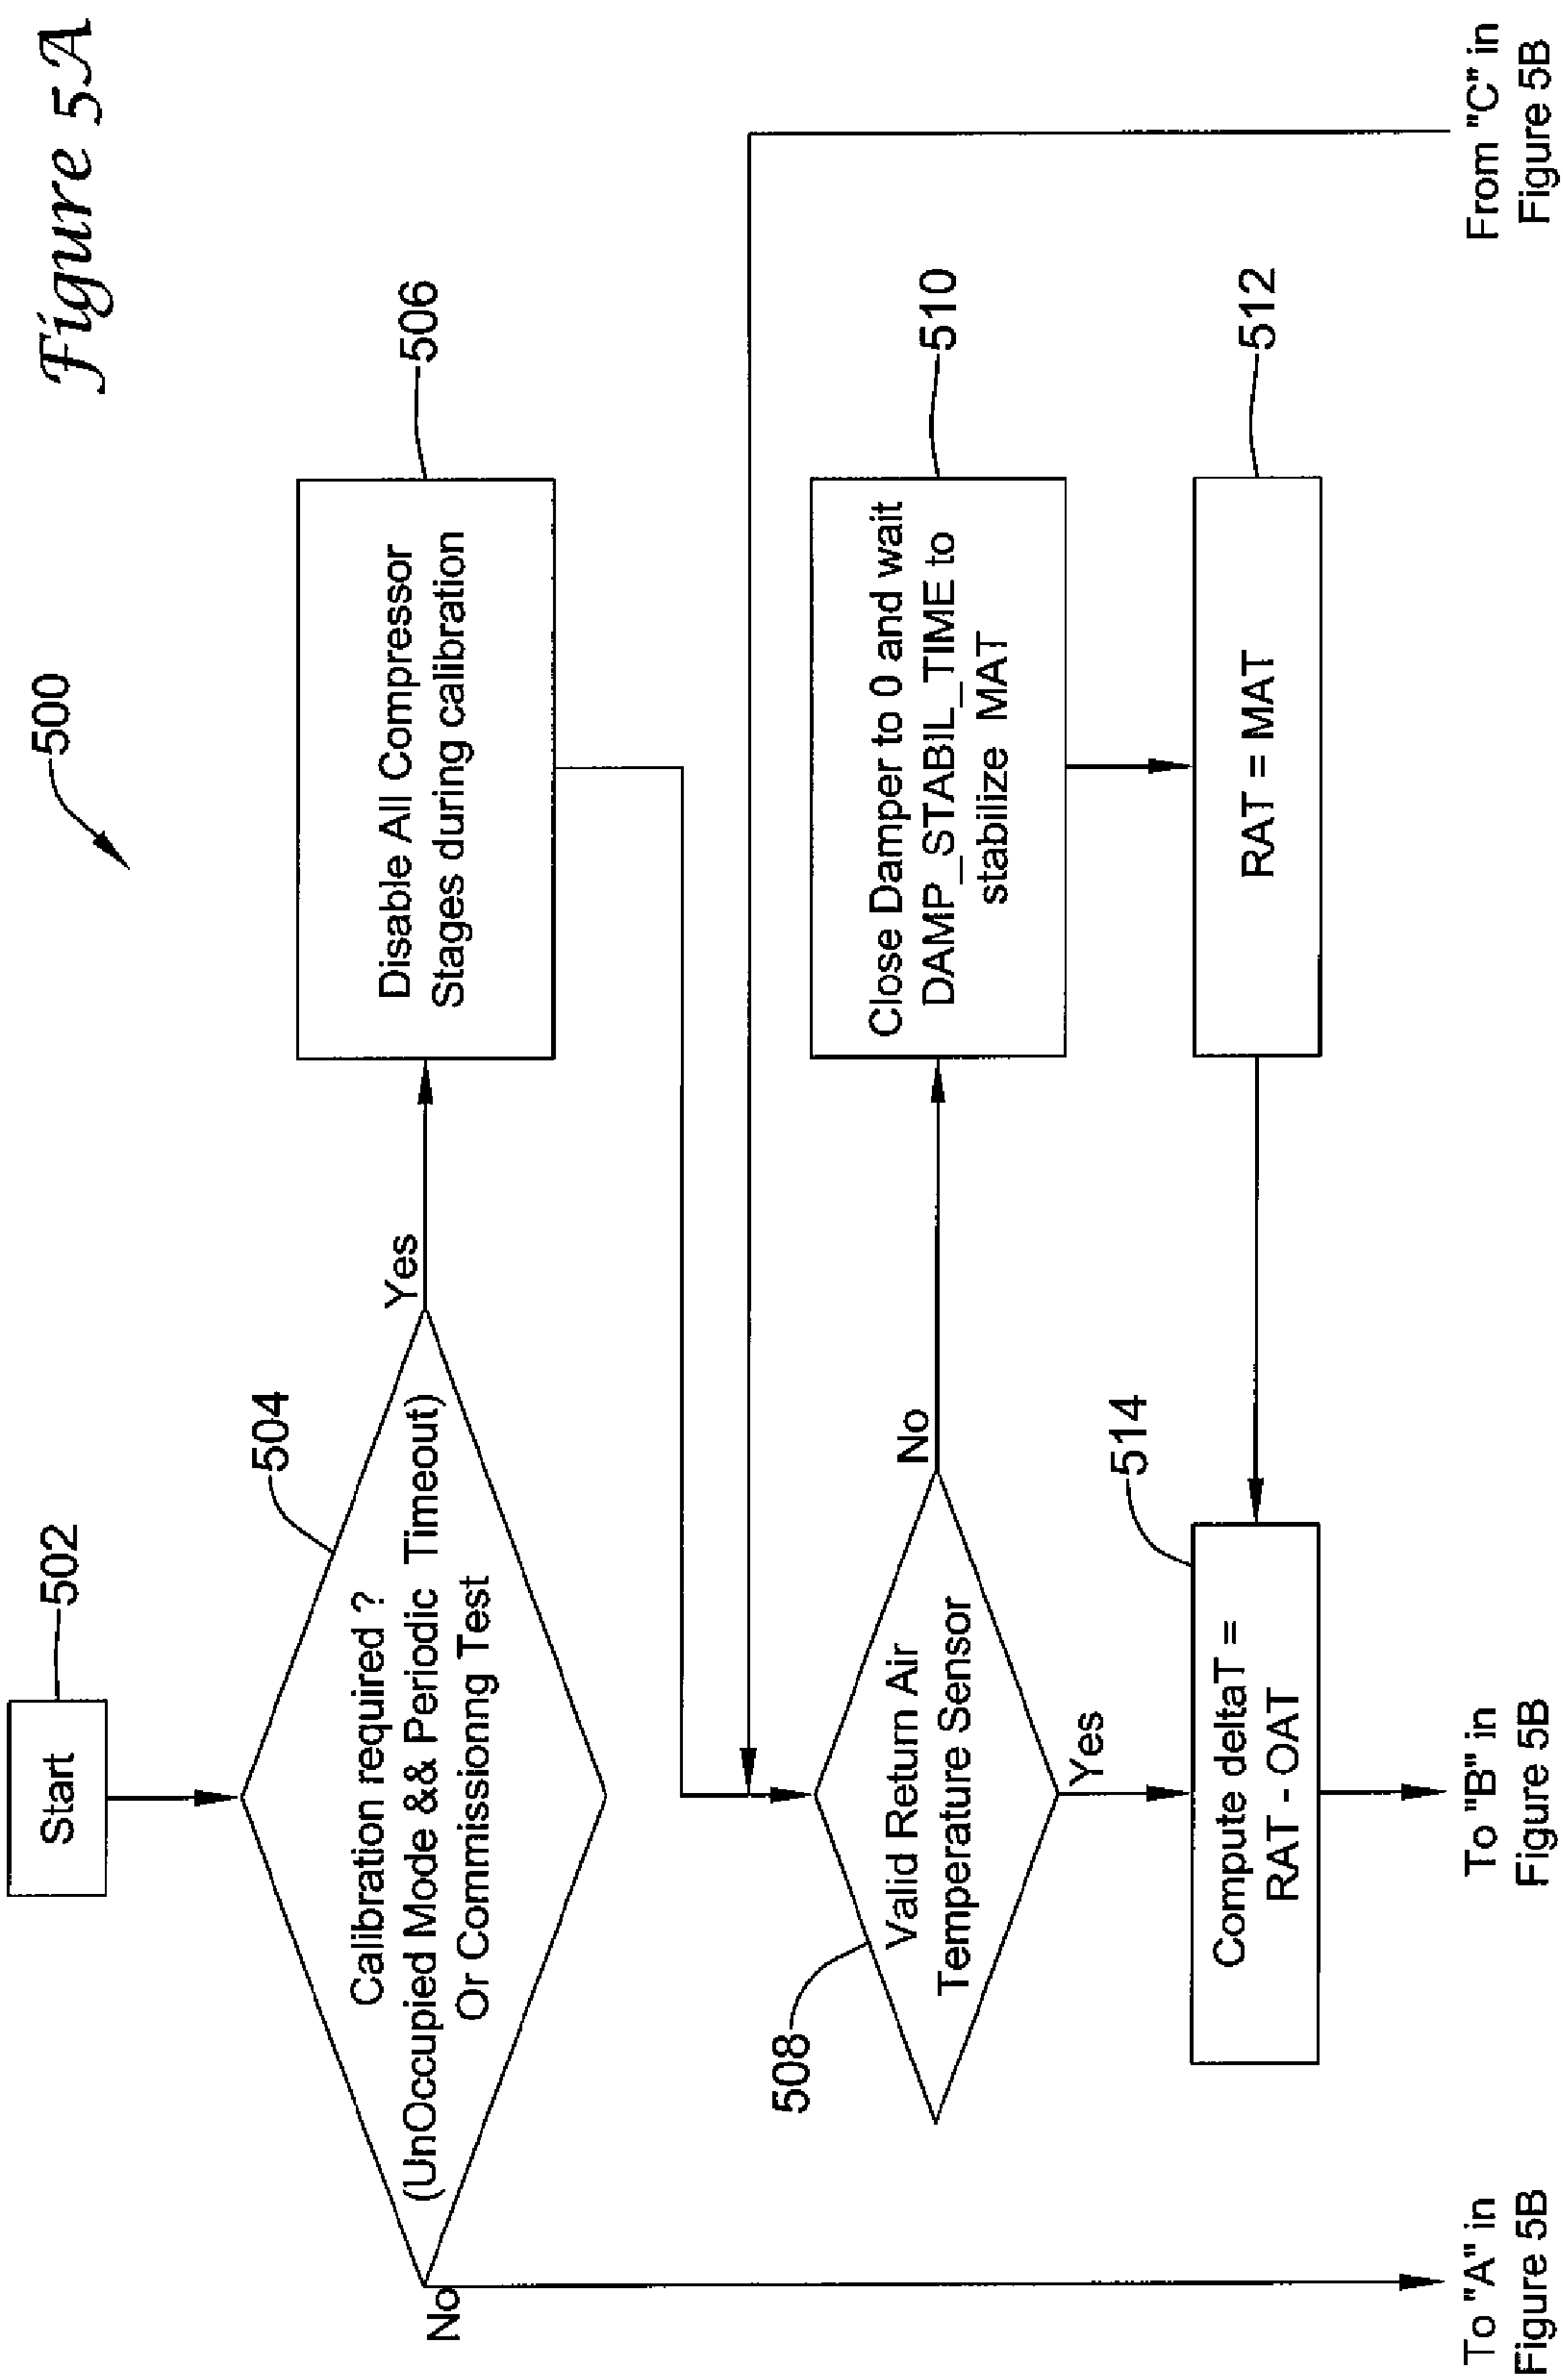 Figure 5A
500
Start
502
504
Calibration required ?
(UnOccupied Mode && Periodic Timeout)
Or Commissionng Test
Yes
No
506
Disable All Compressor
Stages during calibration
508
Valid Return Air
Temperature Sensor
No
Yes
510
Close Damper to 0 and wait
DAMP_STABIL_TIME to
stabilize MAT
512
RAT = MAT
514
Compute deltaT =
RAT - OAT
To "A" in
Figure 5B
To "B" in
Figure 5B
From "C" in
Figure 5B